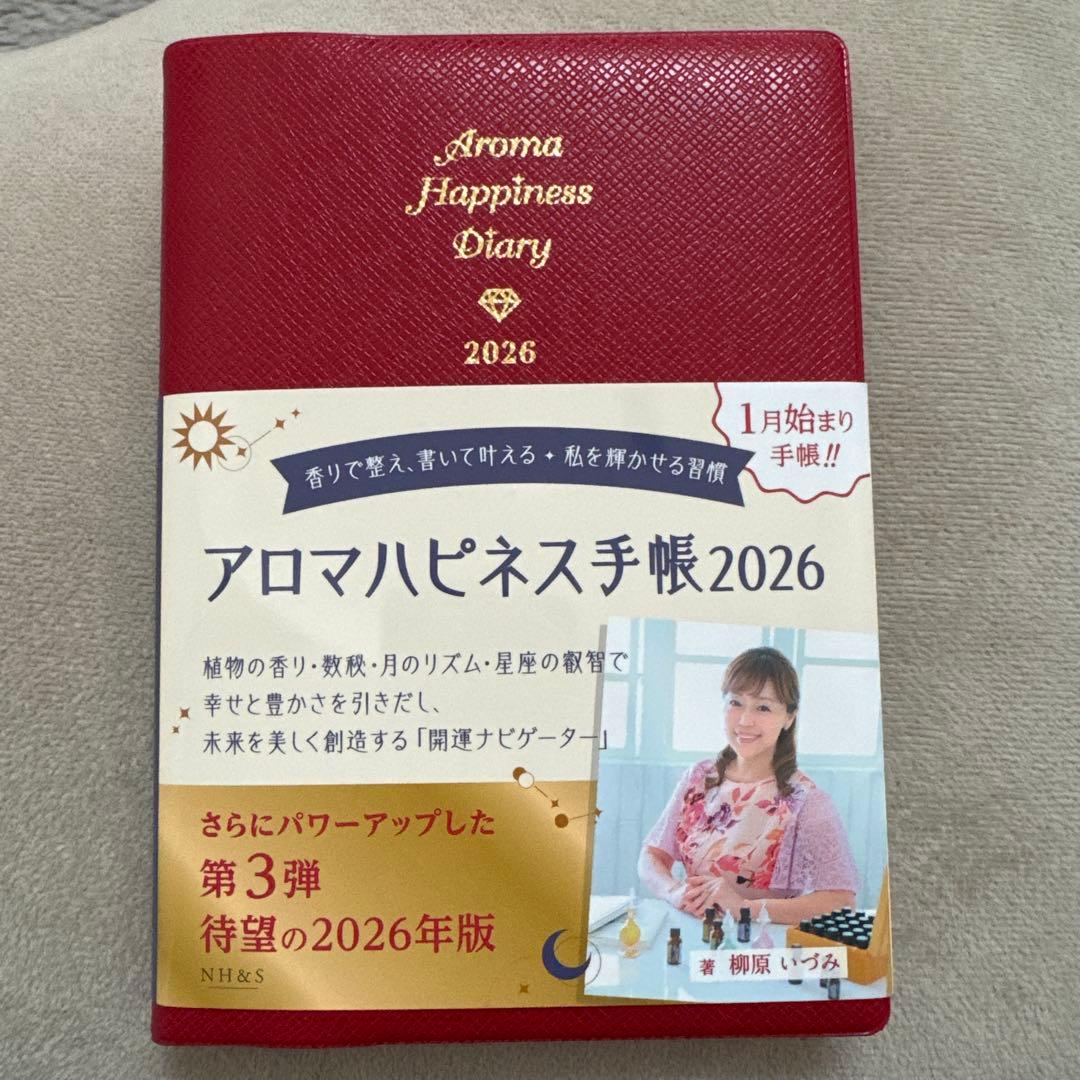 Aroma
Happiness
Diary
2026
1月始まり
手帳!!
香りで整え、書いて叶える✦私を輝かせる習慣
アロマハピネス手帳2026
植物の香り・数秘・月のリズム・星座の叡智で
幸せと豊かさを引きだし、
未来を美しく創造する「開運ナビゲーター」
さらにパワーアップした
第3弾
待望の2026年版
NH&S
著 柳原 いづみ